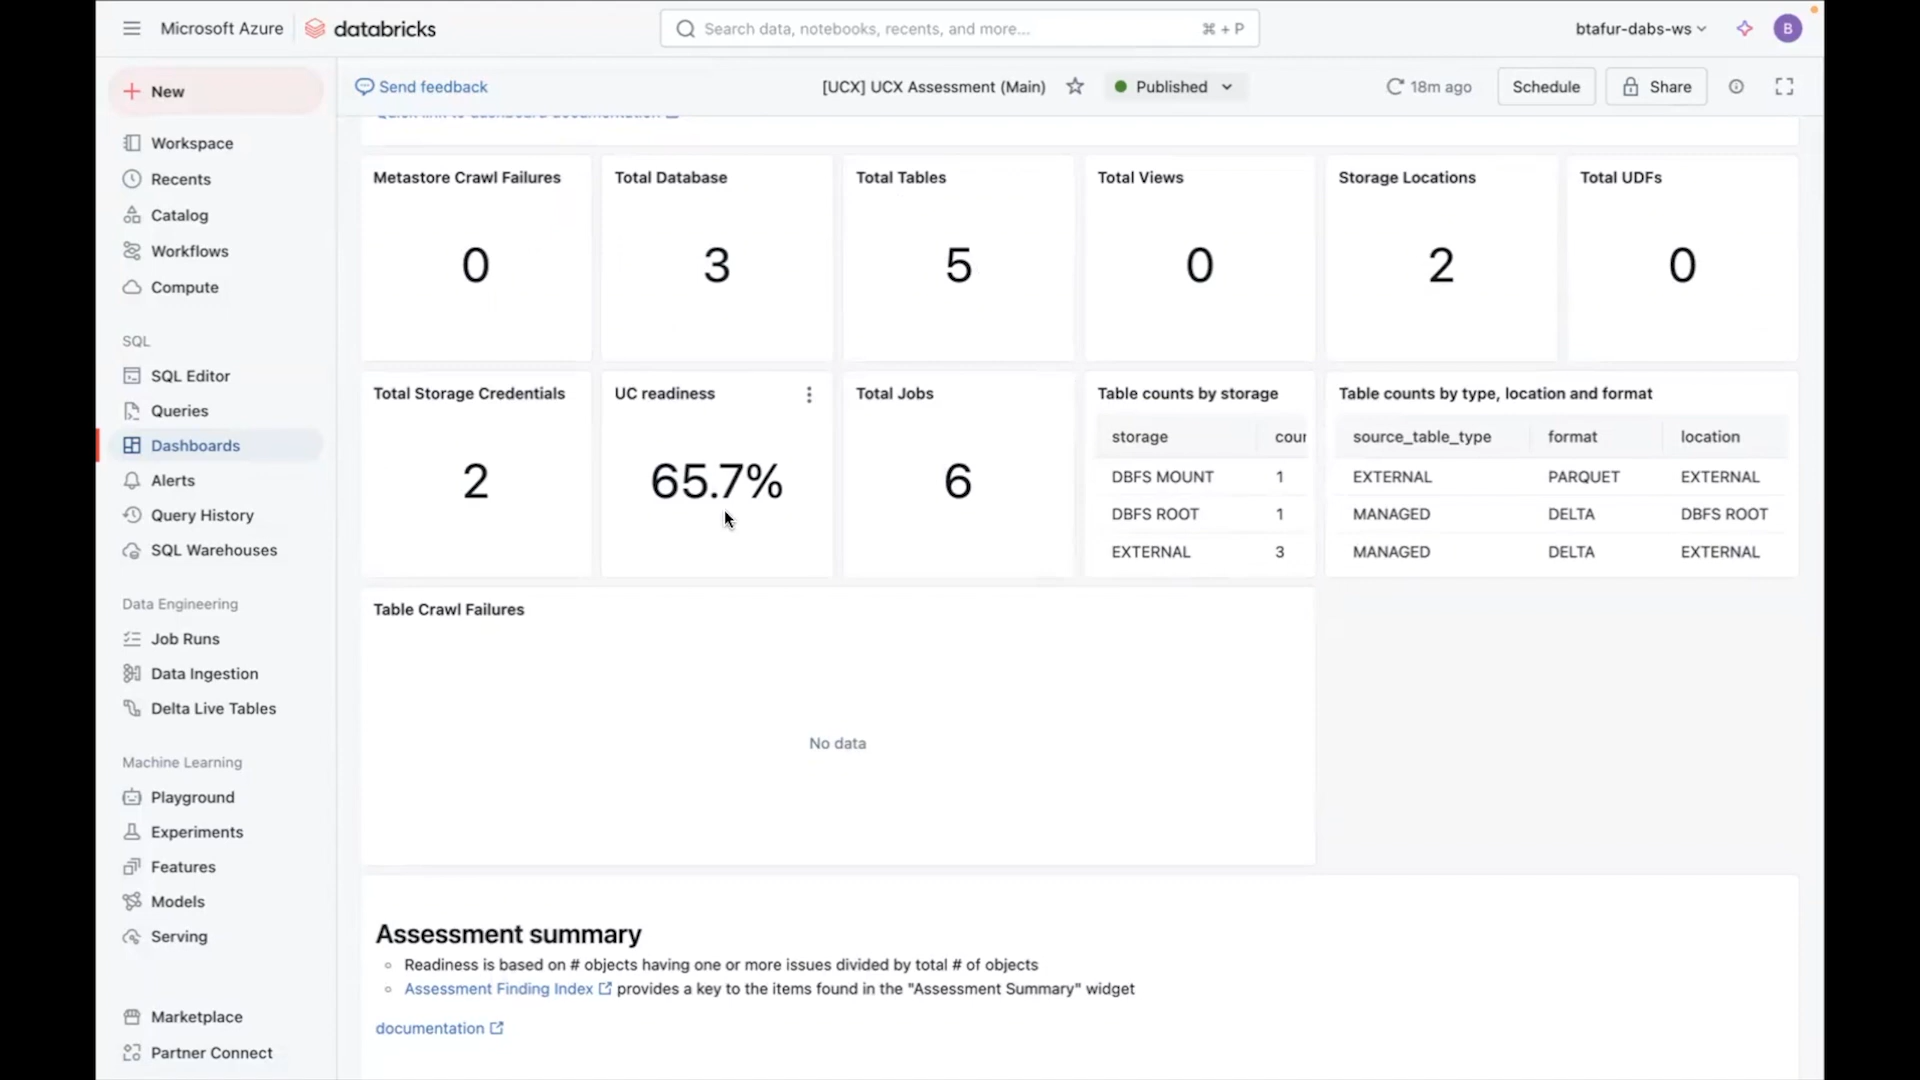 Microsoft Azure
databricks
Search data, notebooks, recents, and more...
⌘ + P
btafur-dabs-ws
B
New
Workspace
Recents
Catalog
Workflows
Compute
SQL
SQL Editor
Queries
Dashboards
Alerts
Query History
SQL Warehouses
Data Engineering
Job Runs
Data Ingestion
Delta Live Tables
Machine Learning
Playground
Experiments
Features
Models
Serving
Marketplace
Partner Connect
Send feedback
[UCX] UCX Assessment (Main)
Published
18m ago
Schedule
Share
Quick link to dashboard documentation
Metastore Crawl Failures
0
Total Database
3
Total Tables
5
Total Views
0
Storage Locations
2
Total UDFs
0
Total Storage Credentials
2
UC readiness
65.7%
Total Jobs
6
Table counts by storage
storage cour
DBFS MOUNT 1
DBFS ROOT 1
EXTERNAL 3
Table counts by type, location and format
source_table_type format location
EXTERNAL PARQUET EXTERNAL
MANAGED DELTA DBFS ROOT
MANAGED DELTA EXTERNAL
Table Crawl Failures
No data
Assessment summary
Readiness is based on # objects having one or more issues divided by total # of objects
Assessment Finding Index provides a key to the items found in the "Assessment Summary" widget
documentation